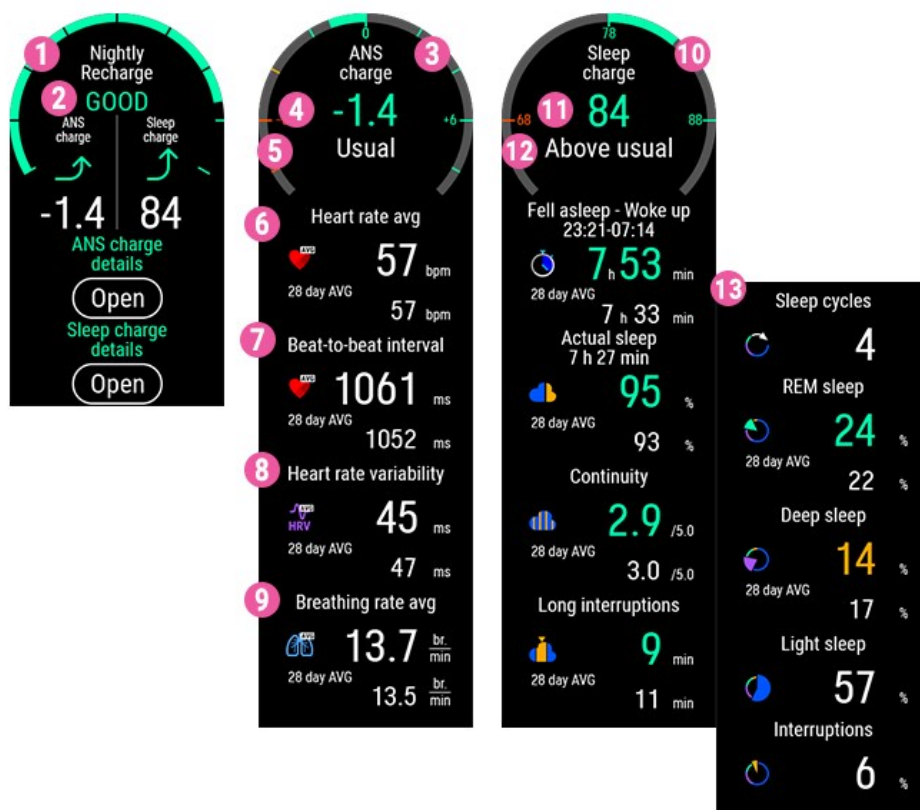 1
Nightly
Recharge
2
GOOD
ANS
charge
Sleep
charge
-1.4
84
ANS charge
details
Open
Sleep charge
details
Open
0
3
ANS
charge
4
-1.4
+6
5
Usual
6
Heart rate avg
AVG
57 bpm
28 day AVG
57 bpm
7
Beat-to-beat interval
AVG
1061 ms
28 day AVG
1052 ms
8
Heart rate variability
AVG
HRV
45 ms
28 day AVG
47 ms
9
Breathing rate avg
AVG
13.7 br./min
28 day AVG
13.5 br./min
78
10
Sleep
charge
68
11
84
88
12
Above usual
Fell asleep - Woke up
23:21-07:14
7 h 53 min
28 day AVG
7 h 33 min
Actual sleep
7 h 27 min
95 %
28 day AVG
93 %
Continuity
2.9 /5.0
28 day AVG
3.0 /5.0
Long interruptions
9 min
28 day AVG
11 min
13
Sleep cycles
4
REM sleep
24 %
28 day AVG
22 %
Deep sleep
14 %
28 day AVG
17 %
Light sleep
57 %
Interruptions
6 %